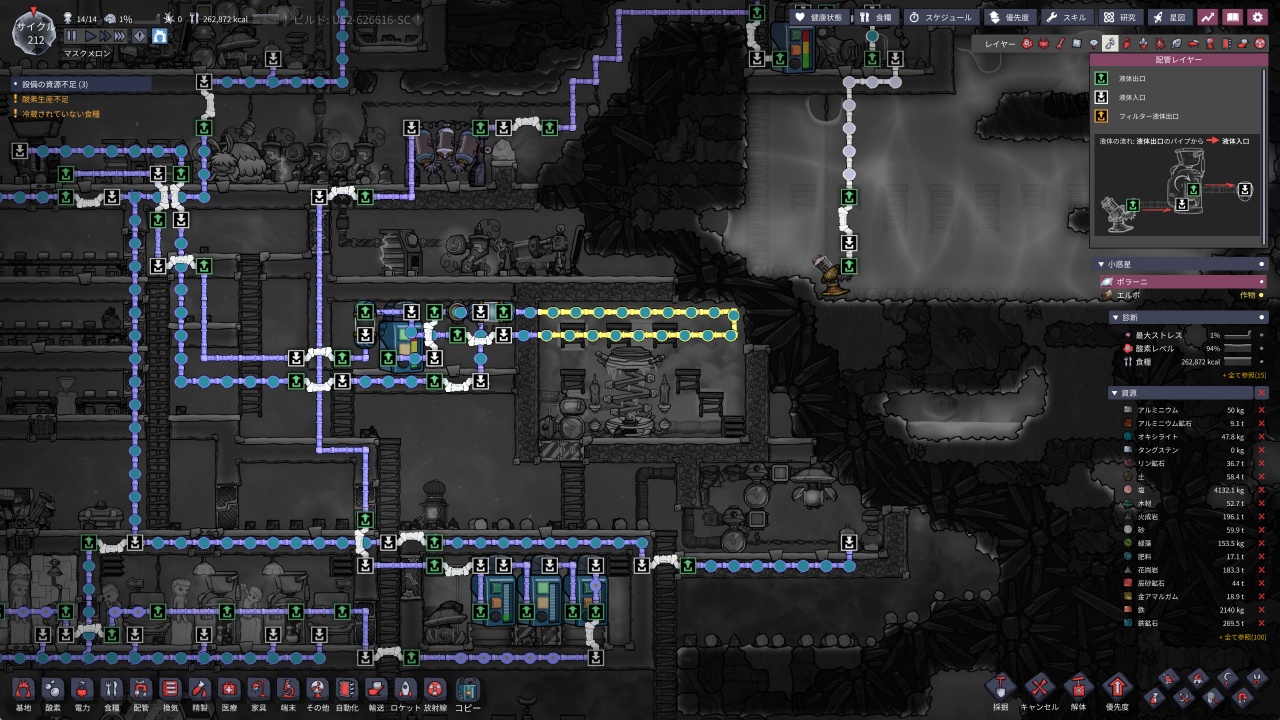 サイクル
212
14/14
1%
0
262,872 kcal
! ビルド: U52-626616-SC !
マスクメロン
設備の資源不足 (3)
酸素生産不足
冷蔵されていない食糧
健康状態
食糧
スケジュール
優先度
スキル
研究
星図
レイヤー
配管レイヤー
液体出口
液体入口
フィルター液体出口
液体の流れ: 液体出口のパイプから → 液体入口
小惑星
ポラーニ
エルボ 作物
診断
最大ストレス 1%
酸素レベル 94%
食糧 262,872 kcal
+ 全て参照(15)
資源
アルミニウム 50 kg
アルミニウム鉱石 9.1 t
オキシライト 47.8 kg
タングステン 0 kg
リン鉱石 36.7 t
土 58.4 t
塩 4132.1 kg
木材 52.7 t
火成岩 196.1 t
砂 59.9 t
緑藻 153.5 kg
肥料 17.1 t
花崗岩 183.3 t
辰砂鉱石 44 t
金アマルガム 18.9 t
鉄 2140 kg
鉄鉱石 269.5 t
+ 全て参照(100)
基地
酸素
電力
食糧
配管
換気
精製
医療
家具
端末
その他
自動化
輸送
ロケット
放射線
コピー
採掘
キャンセル
解体
優先度